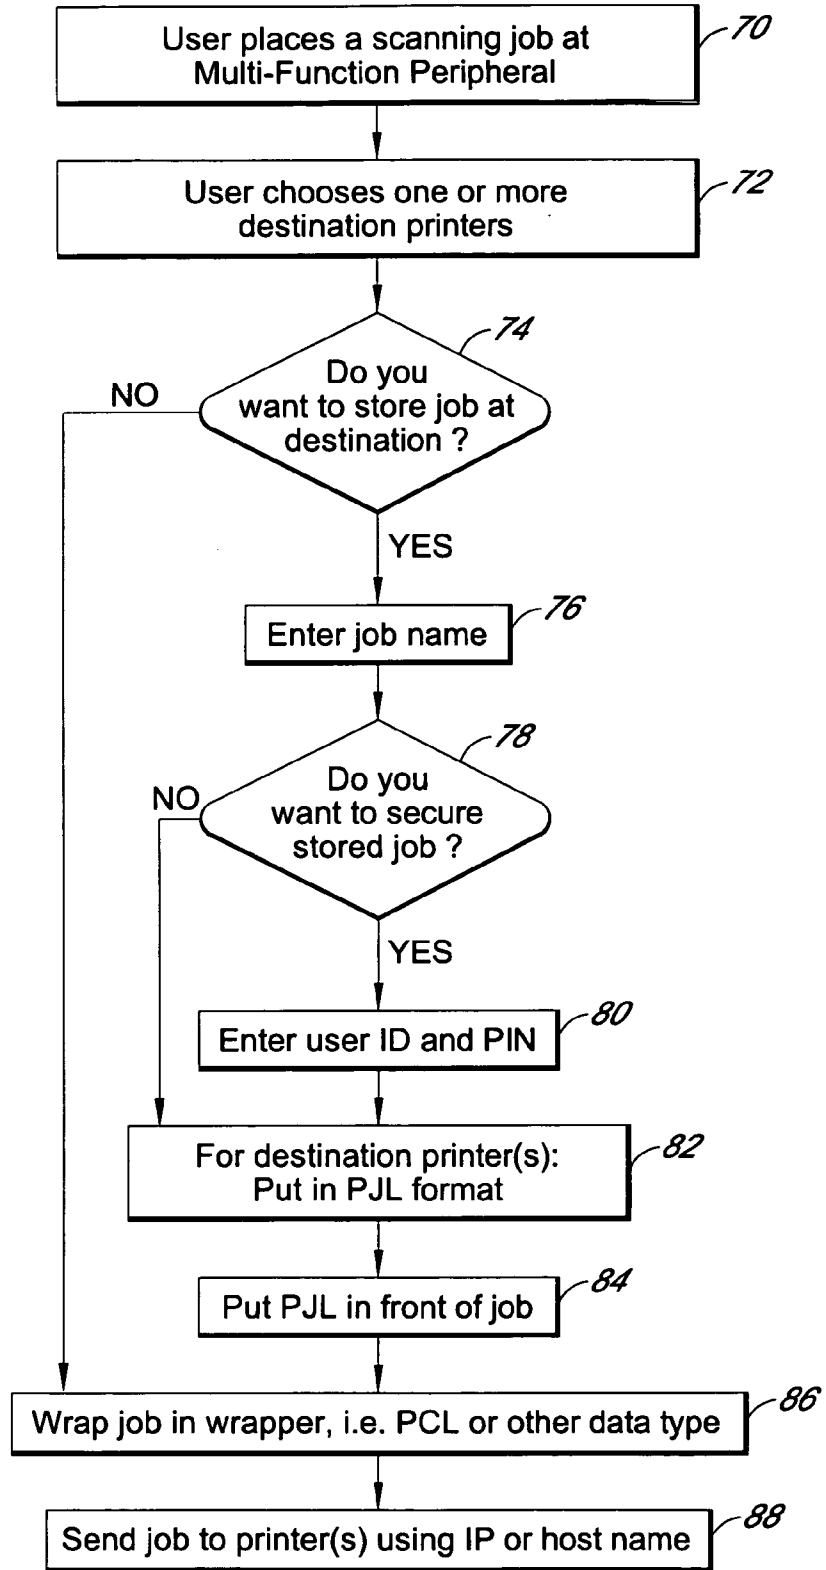 User places a scanning job at
Multi-Function Peripheral
70
User chooses one or more
destination printers
72
74
Do you
want to store job at
destination ?
NO
YES
76
Enter job name
78
Do you
want to secure
stored job ?
NO
YES
80
Enter user ID and PIN
82
For destination printer(s):
Put in PJL format
84
Put PJL in front of job
86
Wrap job in wrapper, i.e. PCL or other data type
88
Send job to printer(s) using IP or host name